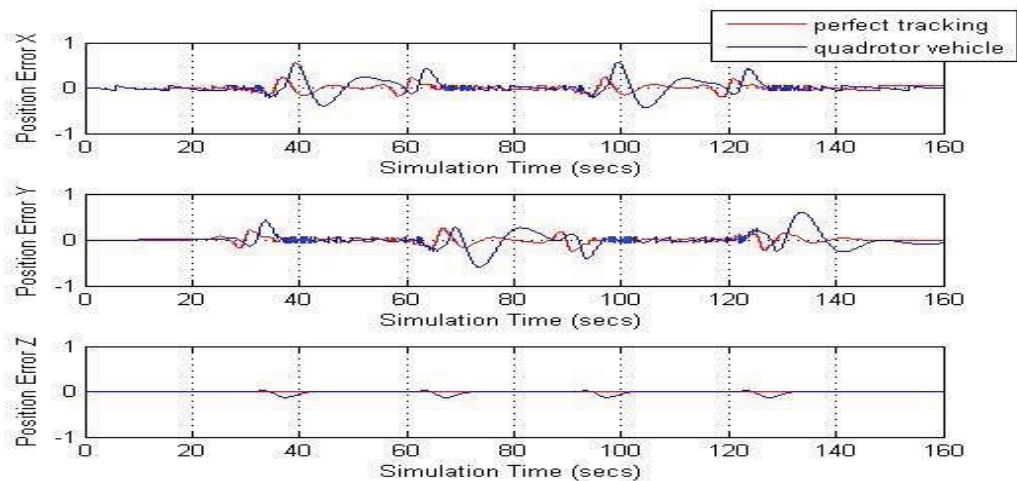 perfect tracking
quadrotor vehicle
Position Error X
1
0
-1
0 20 40 60 80 100 120 140 160
Simulation Time (secs)
Position Error Y
1
0
-1
0 20 40 60 80 100 120 140 160
Simulation Time (secs)
Position Error Z
1
0
-1
0 20 40 60 80 100 120 140 160
Simulation Time (secs)